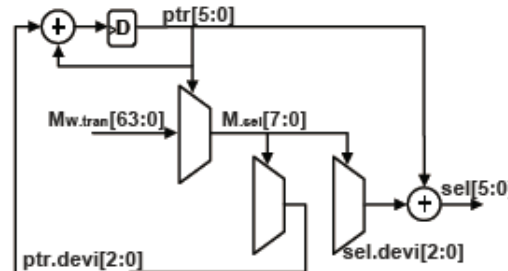 +
D
ptr[5:0]
Mw.tran[63:0]
M.sel[7:0]
sel[5:0]
+
sel.devi[2:0]
ptr.devi[2:0]